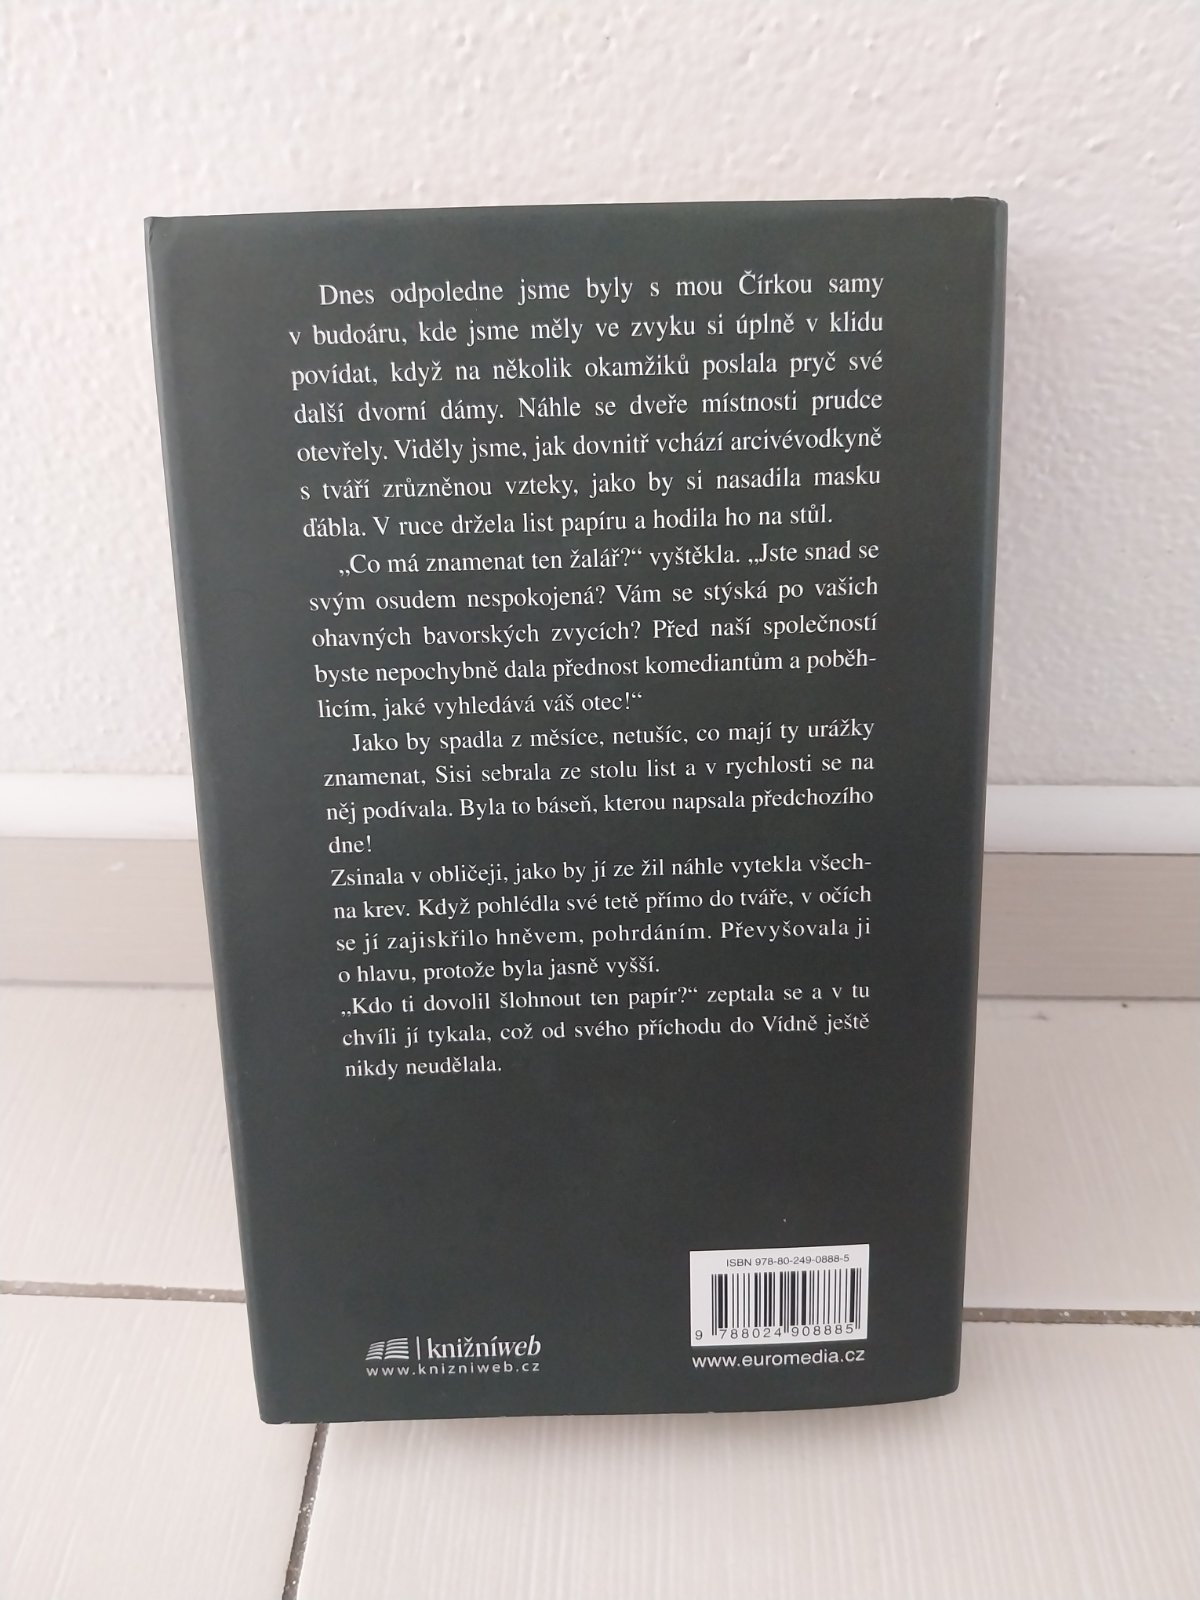 Dnes odpoledne jsme byly s mou Čírkou samy
v budoáru, kde jsme měly ve zvyku si úplně v klidu
povídat, když na několik okamžiků poslala pryč své
další dvorní dámy. Náhle se dveře místnosti prudce
otevřely. Viděly jsme, jak dovnitř vchází arcivévodkyně
s tváří zrůzněnou vzteky, jako by si nasadila masku
ďábla. V ruce držela list papíru a hodila ho na stůl.
„Co má znamenat ten žalář?“ vyštěkla. „Jste snad se
svým osudem nespokojená? Vám se stýská po vašich
ohavných bavorských zvycích? Před naší společností
byste nepochybně dala přednost komediantům a poběh-
licím, jaké vyhledává váš otec!“
Jako by spadla z měsíce, netušíc, co mají ty urážky
znamenat, Sisi sebrala ze stolu list a v rychlosti se na
něj podívala. Byla to báseň, kterou napsala předchozího
dne!
Zsinala v obličeji, jako by jí ze žil náhle vytekla všech-
na krev. Když pohlédla své tetě přímo do tváře, v očích
se jí zajiskřilo hněvem, pohrdáním. Převyšovala ji
o hlavu, protože byla jasně vyšší.
„Kdo ti dovolil šlohnout ten papír?“ zeptala se a v tu
chvíli jí tykala, což od svého příchodu do Vídně ještě
nikdy neudělala.
ISBN 978-80-249-0888-5
9 788024 908885
knižníweb
www.knizniweb.cz
www.euromedia.cz